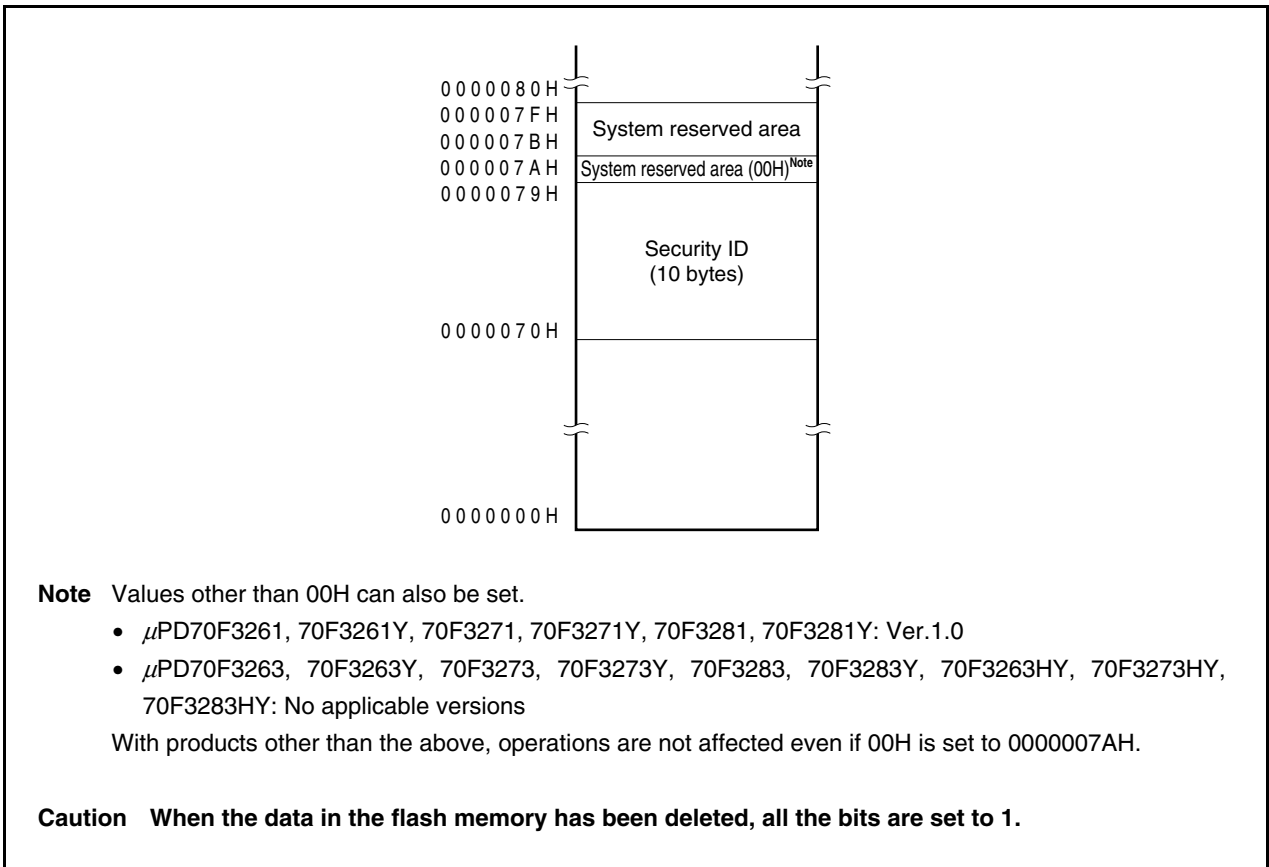 0000080H
000007FH
System reserved area
000007BH
000007AH
System reserved area (00H)Note
0000079H
Security ID
(10 bytes)
0000070H
0000000H
Note Values other than 00H can also be set.
• μPD70F3261, 70F3261Y, 70F3271, 70F3271Y, 70F3281, 70F3281Y: Ver.1.0
• μPD70F3263, 70F3263Y, 70F3273, 70F3273Y, 70F3283, 70F3283Y, 70F3263HY, 70F3273HY,
70F3283HY: No applicable versions
With products other than the above, operations are not affected even if 00H is set to 0000007AH.
Caution When the data in the flash memory has been deleted, all the bits are set to 1.